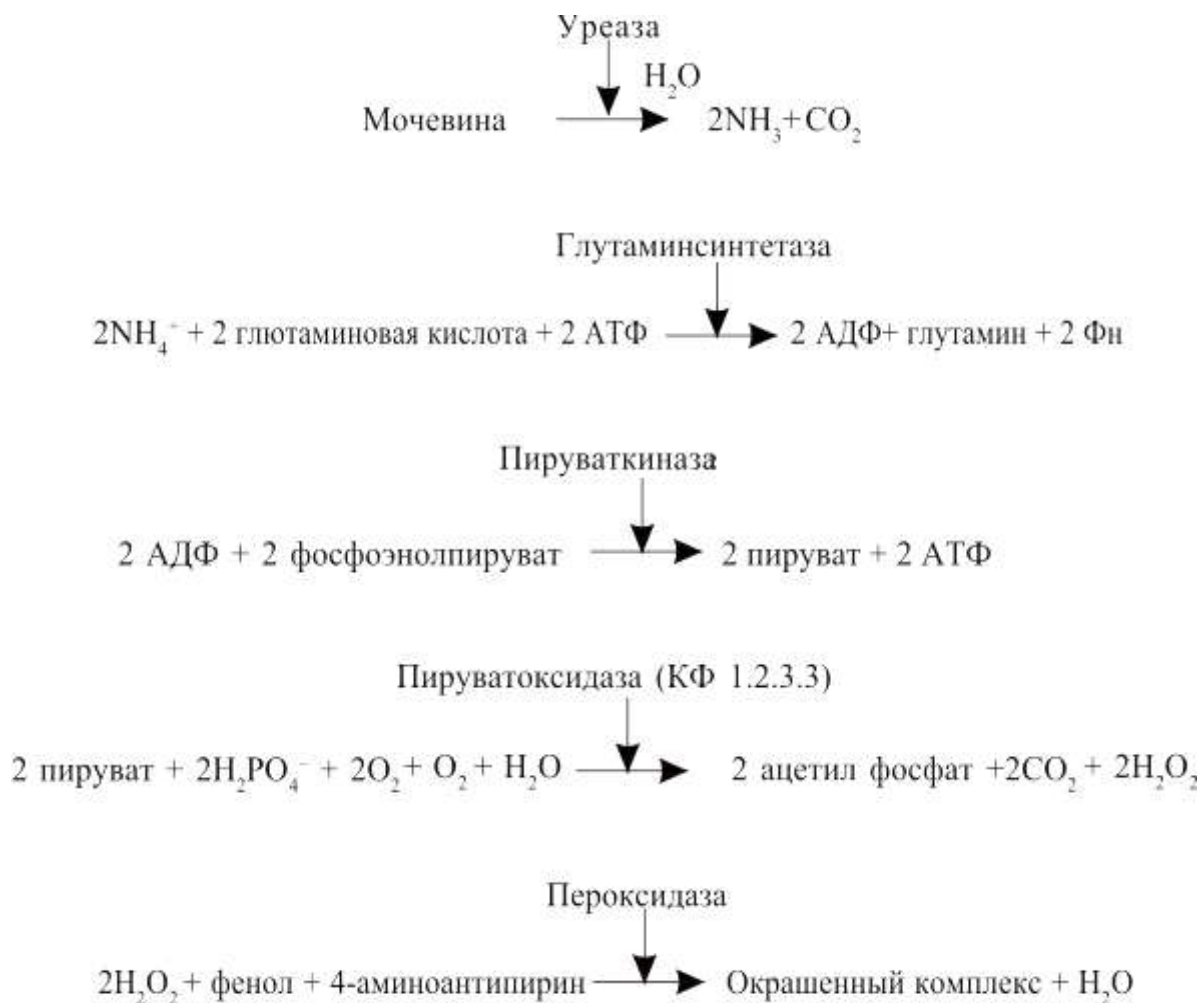 Уреаза
H₂O
Мочевина 2NH₃+CO₂
Глутаминсинтетаза
2NH₄⁺ + 2 глютаминовая кислота + 2 АТФ 2 АДФ+ глутамин + 2 Фн
Пируваткиназа
2 АДФ + 2 фосфоэнолпируват 2 пируват + 2 АТФ
Пируватоксидаза (КФ 1.2.3.3)
2 пируват + 2H₂PO₄⁻ + 2O₂ + O₂ + H₂O 2 ацетил фосфат +2CO₂ + 2H₂O₂
Пероксидаза
2H₂O₂ + фенол + 4-аминоантипирин Окрашенный комплекс + H₂O